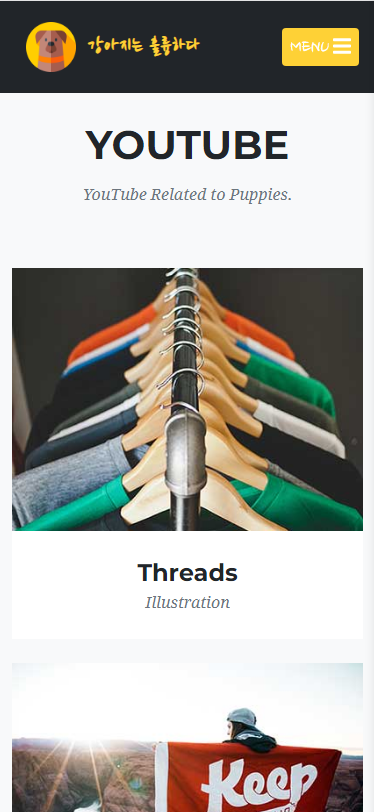 강아지는 훌륭하다
MENU
YOUTUBE
YouTube Related to Puppies.
Threads
Illustration
Keep